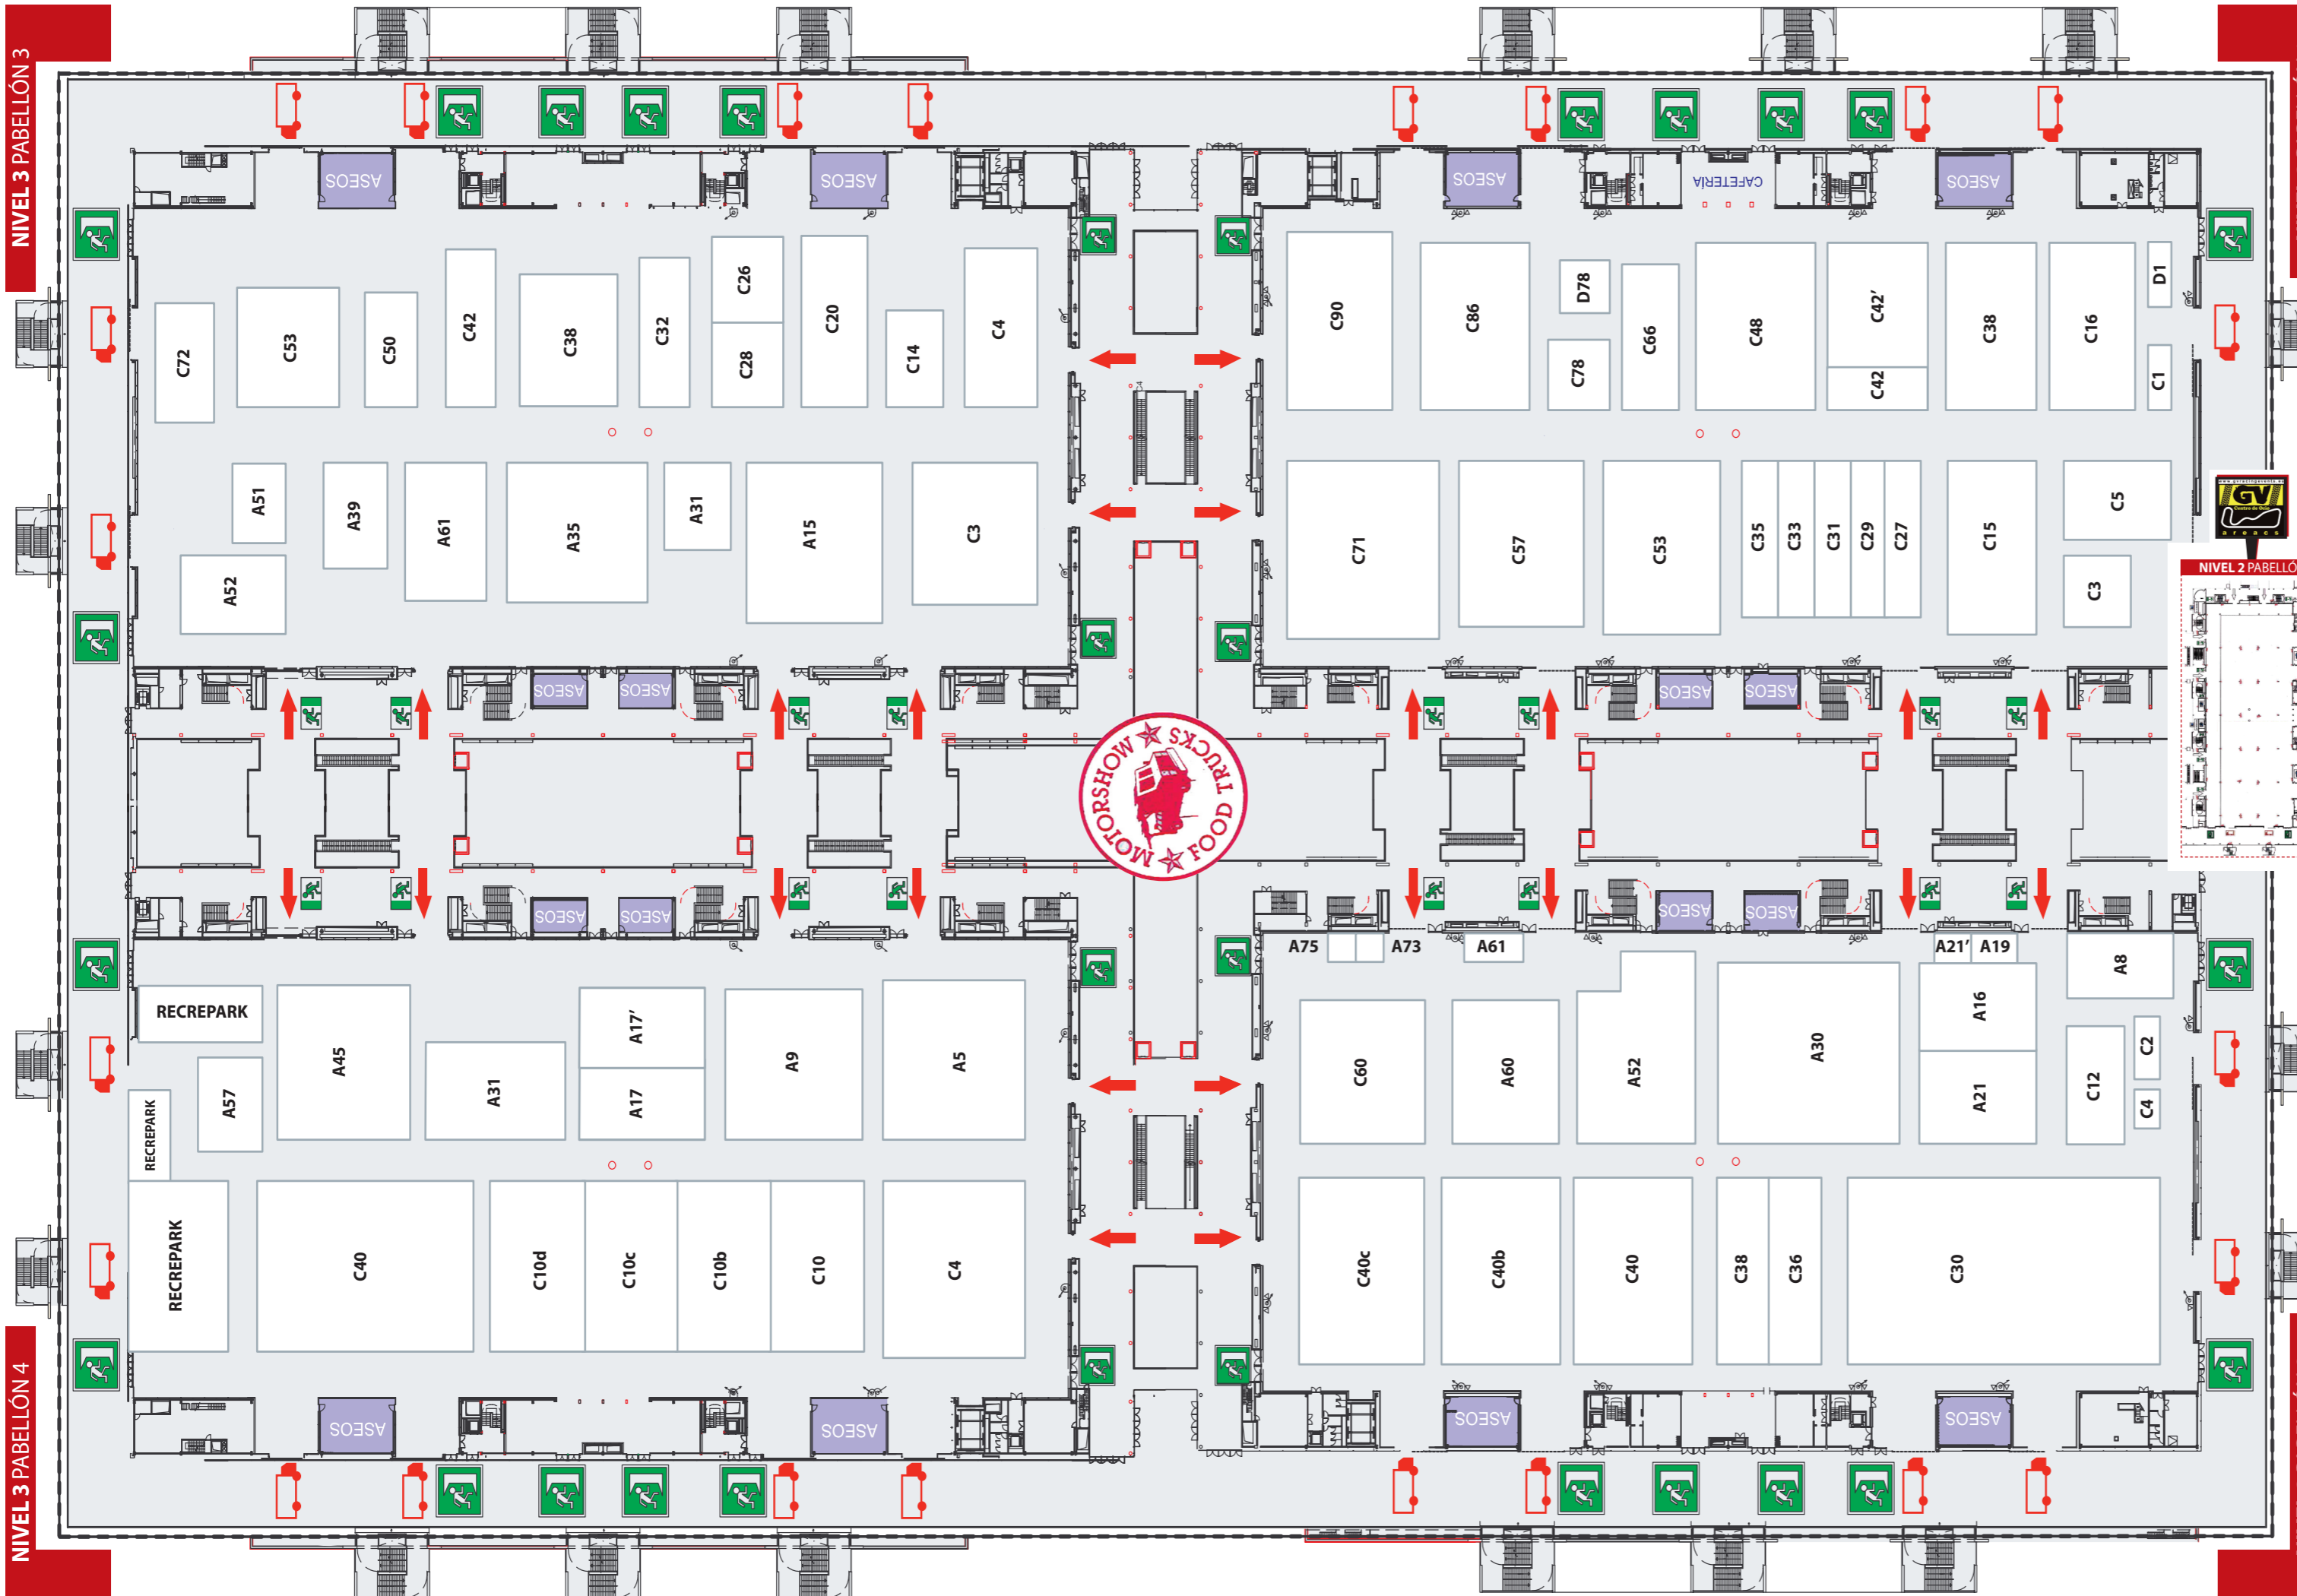 NIVEL 3 PABELLÓN 3
ASEOS
ASEOS
ASEOS
CAFETERÍA
ASEOS
C72
C53
C50
C42
C38
C32
C26
C28
C20
C14
C4
C90
C86
D78
C78
C66
C48
C42'
C42
C38
C16
D1
C1
A51
A52
A39
A61
A35
A31
A15
C3
C71
C57
C53
C35
C33
C31
C29
C27
C15
C5
C3
GV
Centro de Ocio
areacs
NIVEL 2 PABELLÓ
ASEOS
ASEOS
ASEOS
ASEOS
MOTORSHOW
FOOD TRUCKS
ASEOS
ASEOS
ASEOS
ASEOS
A75
A73
A61
A21'
A19
A8
RECREPARK
A57
A45
A31
A17'
A17
A9
A5
C60
A60
A52
A30
A16
A21
C12
C2
C4
RECREPARK
RECREPARK
C40
C10d
C10c
C10b
C10
C4
C40c
C40b
C40
C38
C36
C30
ASEOS
ASEOS
ASEOS
ASEOS
NIVEL 3 PABELLÓN 4